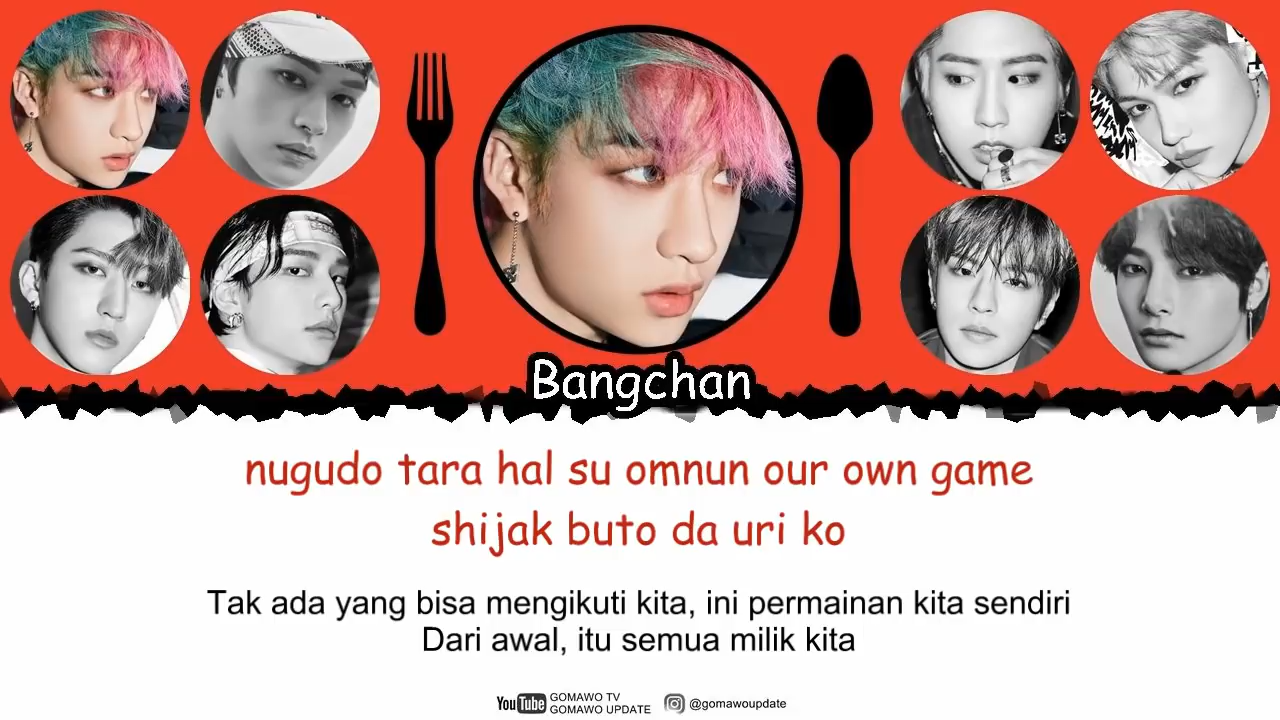 Bangchan
nugudo tara hal su omnun our own game
shijak buto da uri ko
Tak ada yang bisa mengikuti kita, ini permainan kita sendiri
Dari awal, itu semua milik kita
YouTube GOMAWO TV
GOMAWO UPDATE
@gomawoupdate